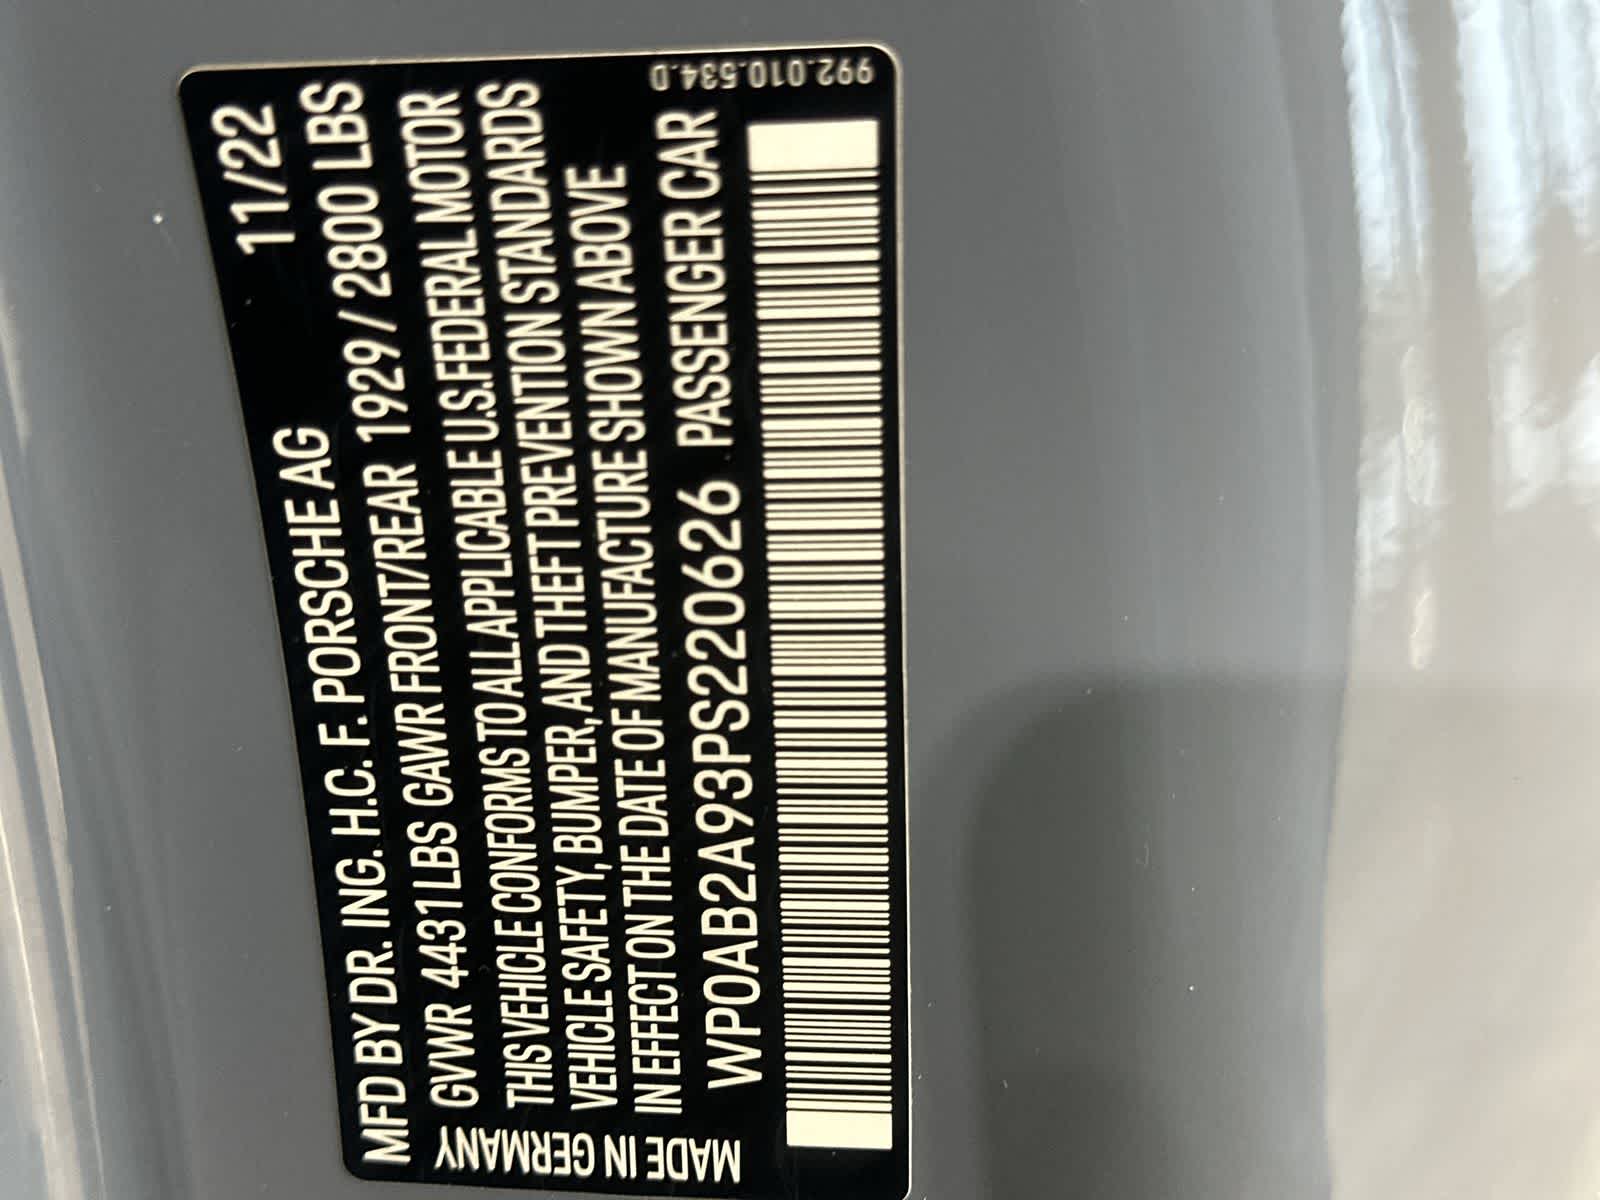 MFD BY DR. ING. H.C. F. PORSCHE AG 11/22
GVWR 4431 LBS GAWR FRONT/REAR 1929 / 2800 LBS
THIS VEHICLE CONFORMS TO ALL APPLICABLE U.S.FEDERAL MOTOR
VEHICLE SAFETY, BUMPER, AND THEFT PREVENTION STANDARDS
IN EFFECT ON THE DATE OF MANUFACTURE SHOWN ABOVE
WP0AB2A93PS220626 PASSENGER CAR
MADE IN GERMANY
992.010.534.D